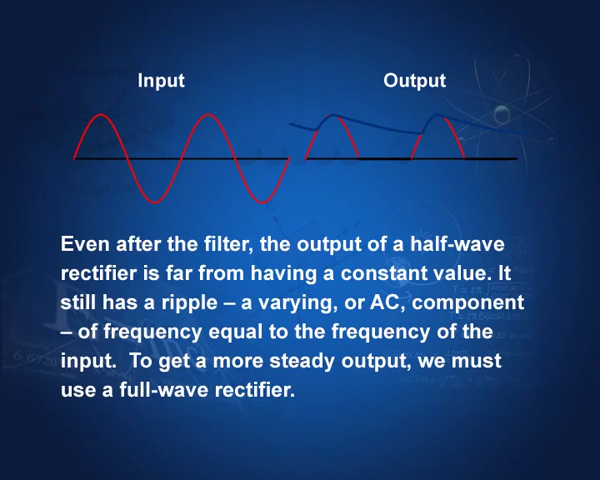 Input Output
Even after the filter, the output of a half-wave
rectifier is far from having a constant value. It
still has a ripple – a varying, or AC, component
– of frequency equal to the frequency of the
input.  To get a more steady output, we must
use a full-wave rectifier.